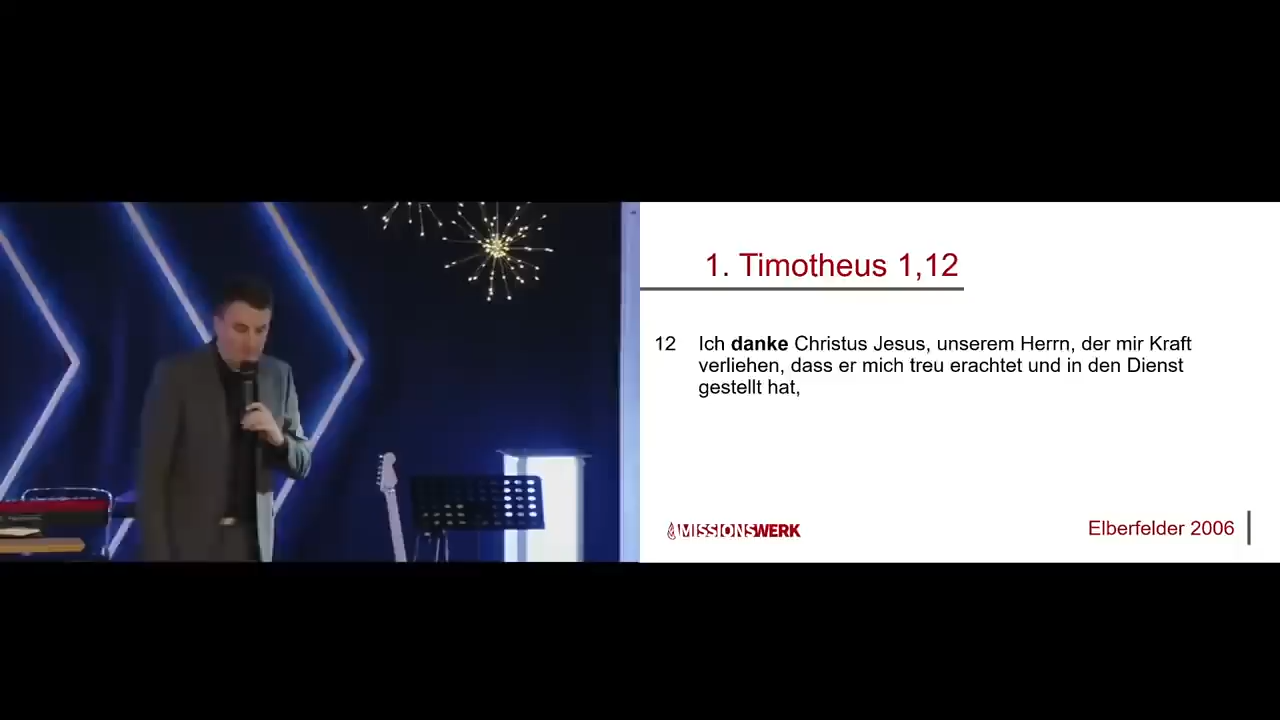 1. Timotheus 1,12
12 Ich danke Christus Jesus, unserem Herrn, der mir Kraft
verliehen, dass er mich treu erachtet und in den Dienst
gestellt hat,
MISSIONSWERK
Elberfelder 2006